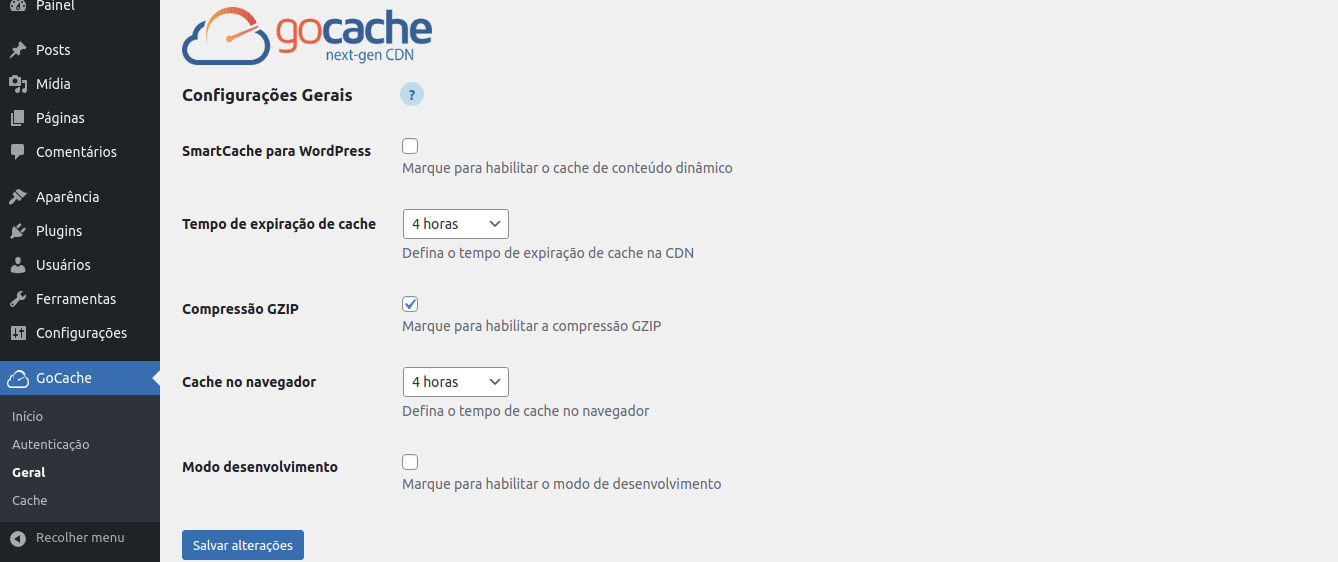 Painel
Posts
Mídia
Páginas
Comentários
Aparência
Plugins
Usuários
Ferramentas
Configurações
GoCache
Início
Autenticação
Geral
Cache
Recolher menu
gocache
next-gen CDN
Configurações Gerais ?
SmartCache para WordPress
Marque para habilitar o cache de conteúdo dinâmico
Tempo de expiração de cache 4 horas
Defina o tempo de expiração de cache na CDN
Compressão GZIP
Marque para habilitar a compressão GZIP
Cache no navegador 4 horas
Defina o tempo de cache no navegador
Modo desenvolvimento
Marque para habilitar o modo de desenvolvimento
Salvar alterações